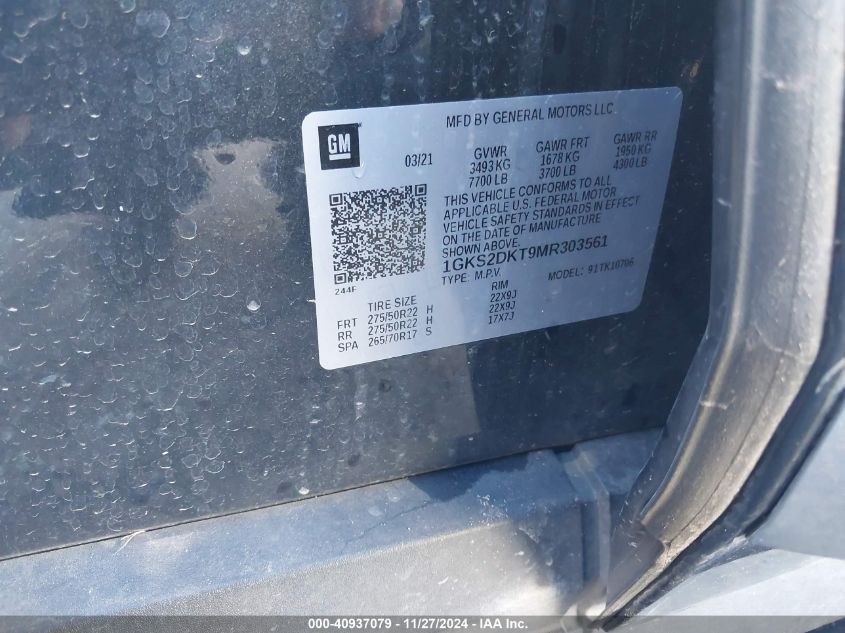 GM
MFD BY GENERAL MOTORS LLC
03/21
GVWR GAWR FRT GAWR RR
3493 KG 1678 KG 1950 KG
7700 LB 3700 LB 4300 LB
THIS VEHICLE CONFORMS TO ALL
APPLICABLE U.S. FEDERAL MOTOR
VEHICLE SAFETY STANDARDS IN EFFECT
ON THE DATE OF MANUFACTURE
SHOWN ABOVE.
1GKS2DKT9MR303561
TYPE: M.P.V. MODEL: 91TK10706
244F
TIRE SIZE RIM
FRT 275/50R22 H 22X9J
RR 275/50R22 H 22X9J
SPA 265/70R17 S 17X7J
000-40937079 - 11/27/2024 - IAA Inc.